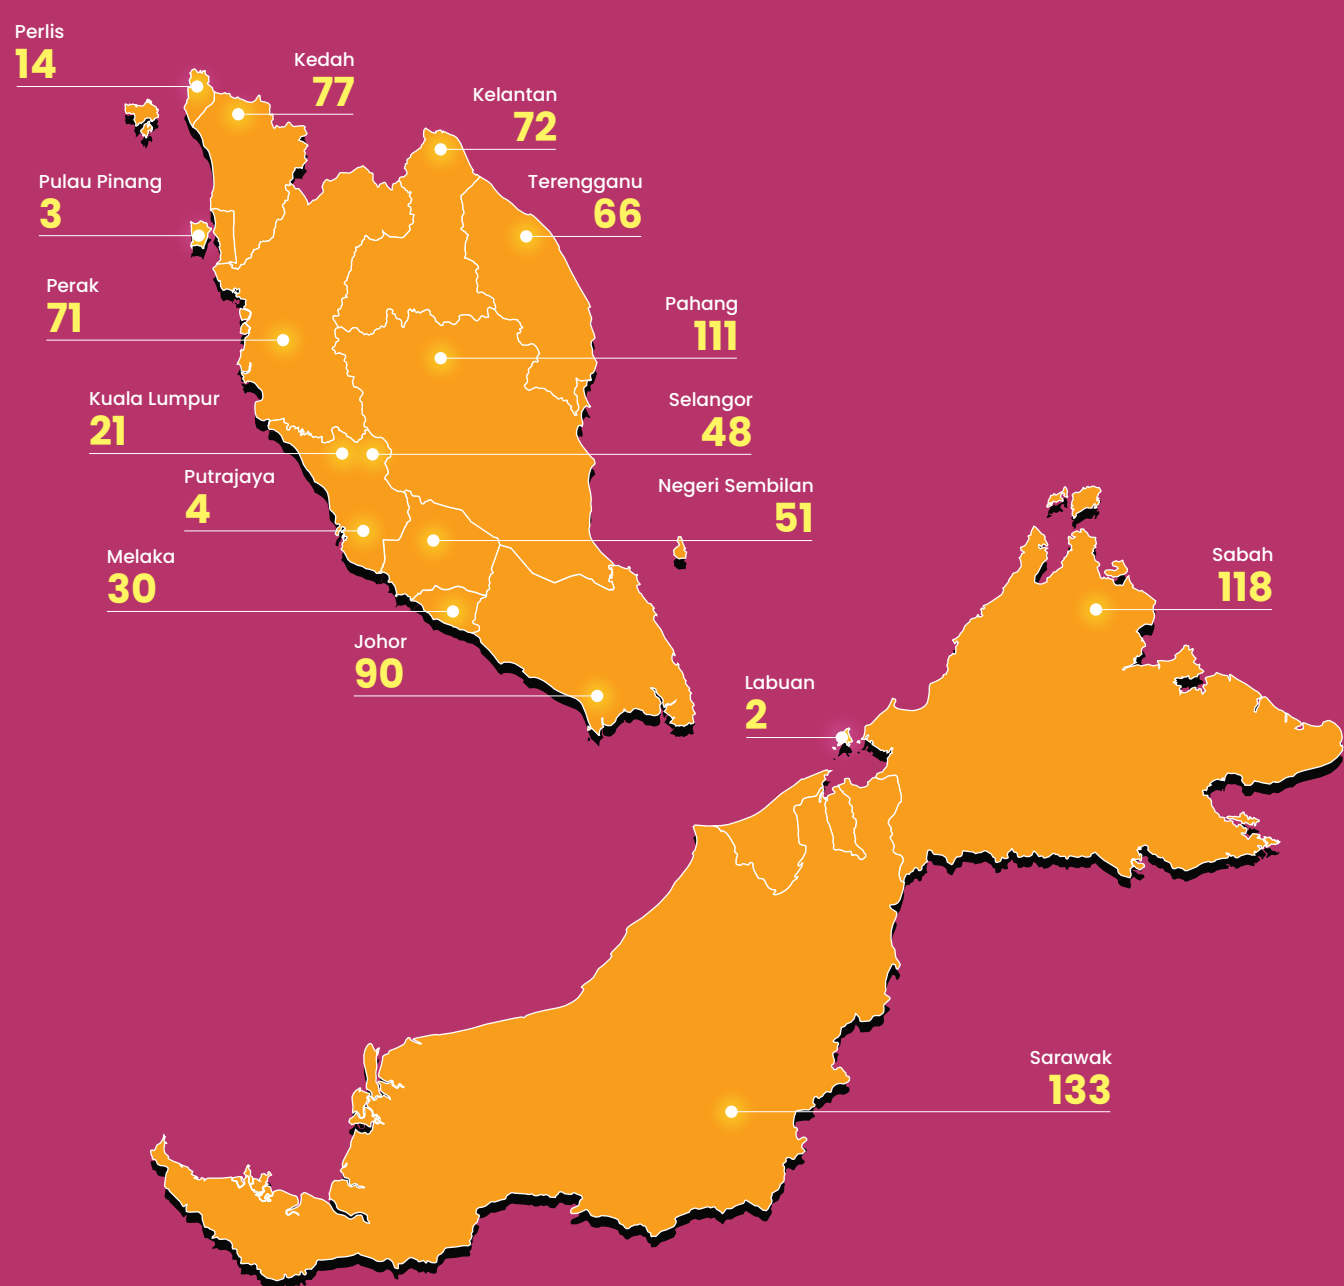 Perlis
14
Kedah
77
Kelantan
72
Pulau Pinang
3
Terengganu
66
Perak
71
Pahang
111
Kuala Lumpur
21
Selangor
48
Putrajaya
4
Negeri Sembilan
51
Melaka
30
Sabah
118
Johor
90
Labuan
2
Sarawak
133